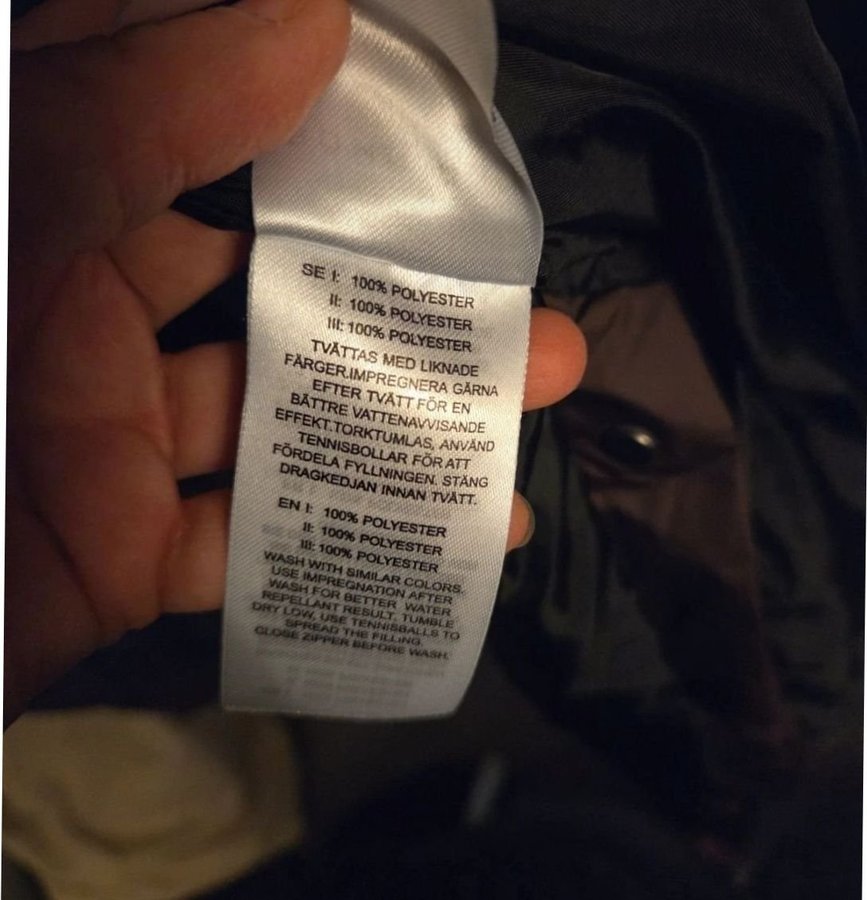 SE I: 100% POLYESTER
II: 100% POLYESTER
III: 100% POLYESTER
TVÄTTAS MED LIKNADE
FÄRGER.IMPREGNERA GÄRNA
EFTER TVÄTT FÖR EN
BÄTTRE VATTENAVVISANDE
EFFEKT.TORKTUMLAS, ANVÄND
TENNISBOLLAR FÖR ATT
FÖRDELA FYLLNINGEN. STÄNG
DRAGKEDJAN INNAN TVÄTT.
EN I: 100% POLYESTER
II: 100% POLYESTER
III: 100% POLYESTER
WASH WITH SIMILAR COLORS.
USE IMPREGNATION AFTER
WASH FOR BETTER WATER
REPELLANT RESULT. TUMBLE
DRY LOW, USE TENNISBALLS TO
SPREAD THE FILLING.
CLOSE ZIPPER BEFORE WASH.